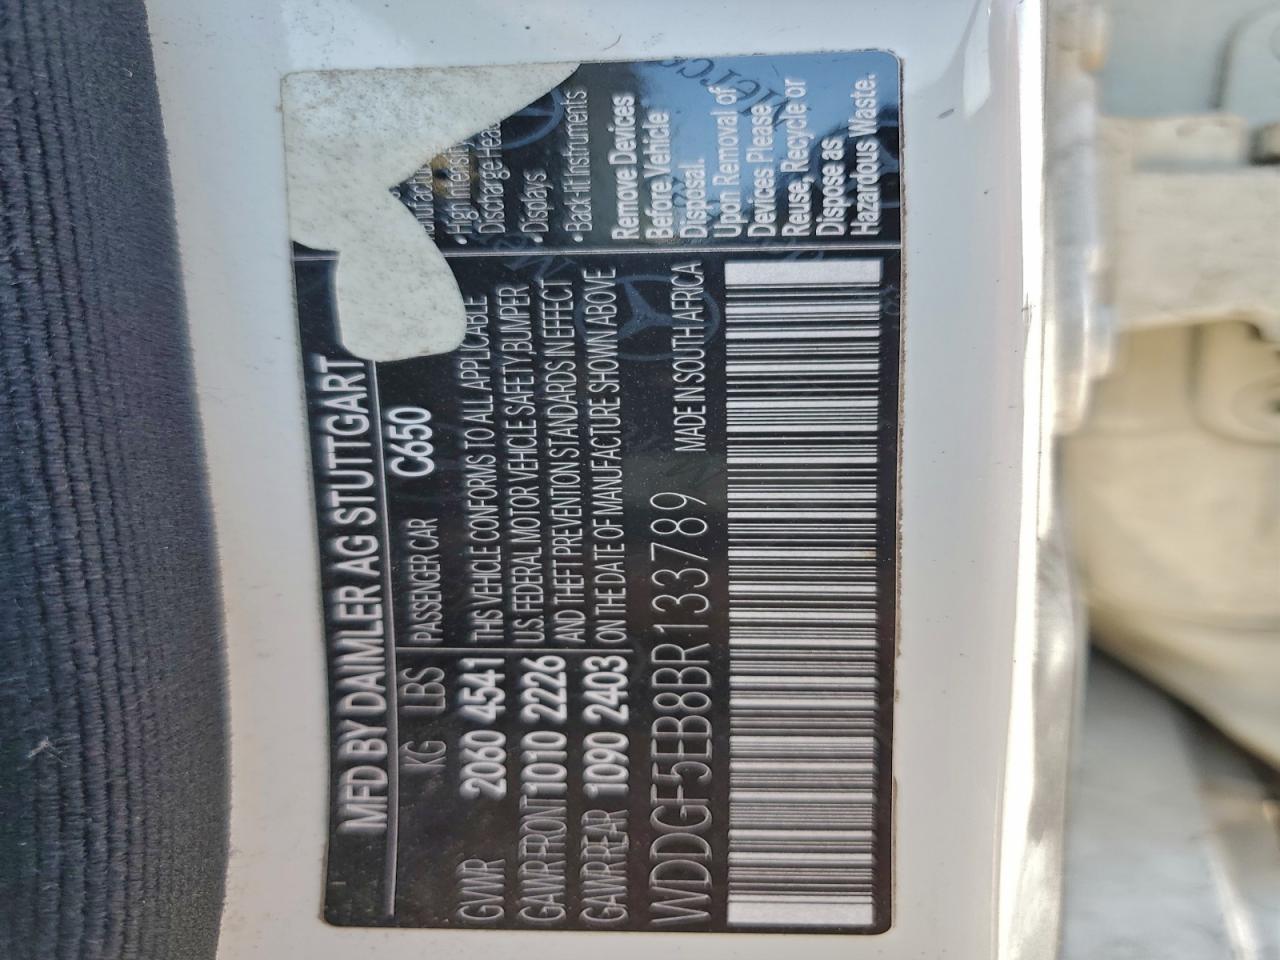 MFD BY DAIMLER AG STUTTGART
KG LBS PASSENGER CAR C650
GVWR 2060 4541 THIS VEHICLE CONFORMS TO ALL APPLICABLE
GAWR FRONT 1010 2226 U.S. FEDERAL MOTOR VEHICLE SAFETY BUMPER
GAWR REAR 1090 2403 AND THEFT PREVENTION STANDARDS IN EFFECT
ON THE DATE OF MANUFACTURE SHOWN ABOVE
WDDGF5EB8BR133789 MADE IN SOUTH AFRICA
• High Intensity
Discharge Hea
• Displays
• Back-lit Instruments
Remove Devices
Before Vehicle
Disposal.
Upon Removal of
Devices Please
Reuse, Recycle or
Dispose as
Hazardous Waste.